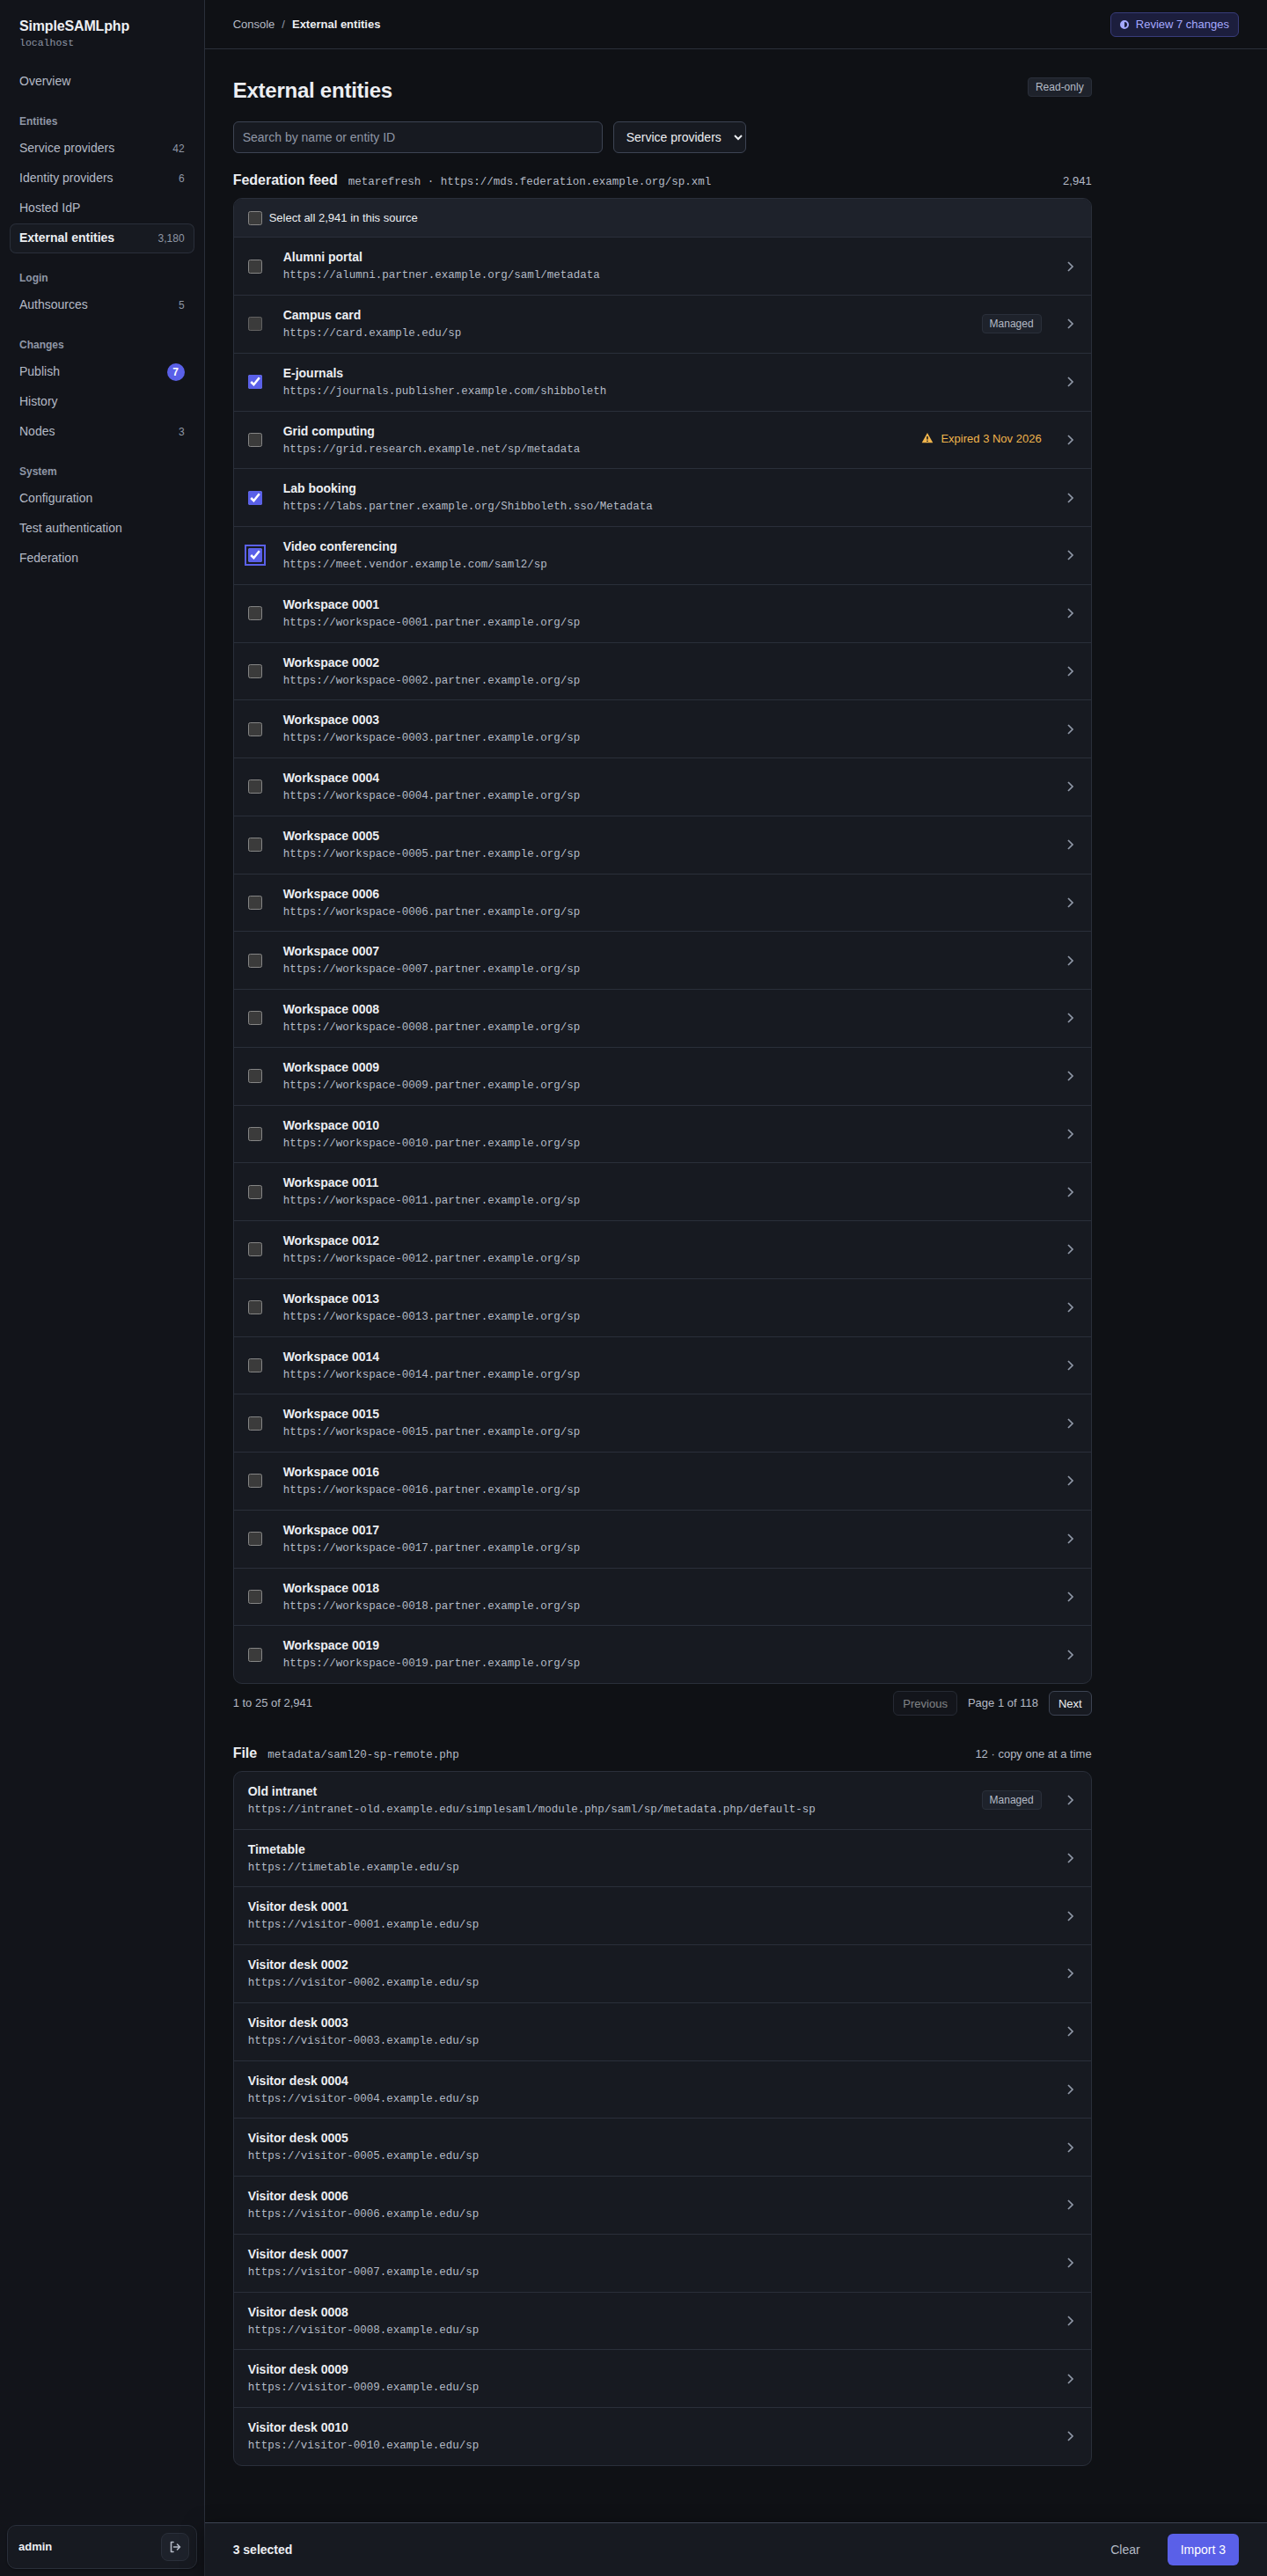 SimpleSAMLphp
localhost
Overview
Entities
Service providers 42
Identity providers 6
Hosted IdP
External entities 3,180
Login
Authsources 5
Changes
Publish 7
History
Nodes 3
System
Configuration
Test authentication
Federation
admin
Console / External entities
Review 7 changes
External entities
Read-only
Search by name or entity ID
Service providers
Federation feed metarefresh · https://mds.federation.example.org/sp.xml 2,941
Select all 2,941 in this source
Alumni portal
https://alumni.partner.example.org/saml/metadata
Campus card
https://card.example.edu/sp
Managed
E-journals
https://journals.publisher.example.com/shibboleth
Grid computing
https://grid.research.example.net/sp/metadata
Expired 3 Nov 2026
Lab booking
https://labs.partner.example.org/Shibboleth.sso/Metadata
Video conferencing
https://meet.vendor.example.com/saml2/sp
Workspace 0001
https://workspace-0001.partner.example.org/sp
Workspace 0002
https://workspace-0002.partner.example.org/sp
Workspace 0003
https://workspace-0003.partner.example.org/sp
Workspace 0004
https://workspace-0004.partner.example.org/sp
Workspace 0005
https://workspace-0005.partner.example.org/sp
Workspace 0006
https://workspace-0006.partner.example.org/sp
Workspace 0007
https://workspace-0007.partner.example.org/sp
Workspace 0008
https://workspace-0008.partner.example.org/sp
Workspace 0009
https://workspace-0009.partner.example.org/sp
Workspace 0010
https://workspace-0010.partner.example.org/sp
Workspace 0011
https://workspace-0011.partner.example.org/sp
Workspace 0012
https://workspace-0012.partner.example.org/sp
Workspace 0013
https://workspace-0013.partner.example.org/sp
Workspace 0014
https://workspace-0014.partner.example.org/sp
Workspace 0015
https://workspace-0015.partner.example.org/sp
Workspace 0016
https://workspace-0016.partner.example.org/sp
Workspace 0017
https://workspace-0017.partner.example.org/sp
Workspace 0018
https://workspace-0018.partner.example.org/sp
Workspace 0019
https://workspace-0019.partner.example.org/sp
1 to 25 of 2,941
Previous Page 1 of 118 Next
File metadata/saml20-sp-remote.php 12 · copy one at a time
Old intranet
https://intranet-old.example.edu/simplesaml/module.php/saml/sp/metadata.php/default-sp
Managed
Timetable
https://timetable.example.edu/sp
Visitor desk 0001
https://visitor-0001.example.edu/sp
Visitor desk 0002
https://visitor-0002.example.edu/sp
Visitor desk 0003
https://visitor-0003.example.edu/sp
Visitor desk 0004
https://visitor-0004.example.edu/sp
Visitor desk 0005
https://visitor-0005.example.edu/sp
Visitor desk 0006
https://visitor-0006.example.edu/sp
Visitor desk 0007
https://visitor-0007.example.edu/sp
Visitor desk 0008
https://visitor-0008.example.edu/sp
Visitor desk 0009
https://visitor-0009.example.edu/sp
Visitor desk 0010
https://visitor-0010.example.edu/sp
3 selected
Clear
Import 3